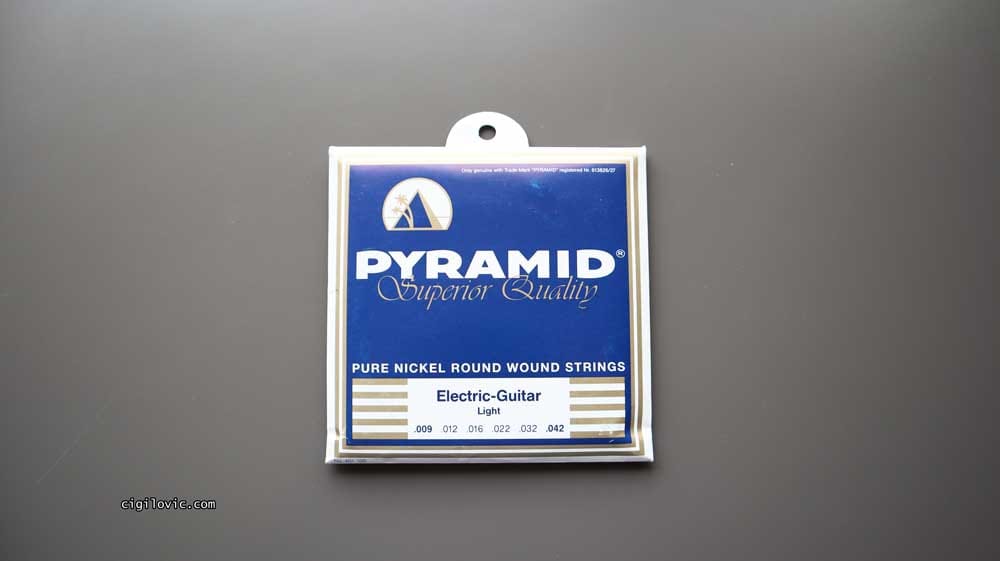 Only genuine with Trade Mark "PYRAMID" registered Nr. 613826/27
PYRAMID®
Superior Quality
PURE NICKEL ROUND WOUND STRINGS
Electric-Guitar
Light
.009 .012 .016 .022 .032 .042
cigilovic.com